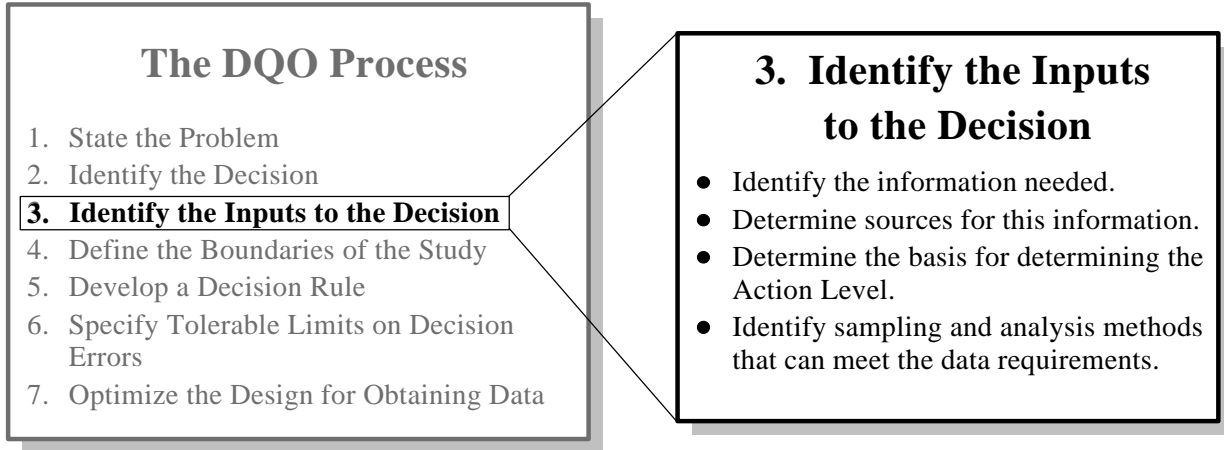 The DQO Process
1. State the Problem
2. Identify the Decision
3. Identify the Inputs to the Decision
4. Define the Boundaries of the Study
5. Develop a Decision Rule
6. Specify Tolerable Limits on Decision
Errors
7. Optimize the Design for Obtaining Data
3. Identify the Inputs
to the Decision
● Identify the information needed.
● Determine sources for this information.
● Determine the basis for determining the
Action Level.
● Identify sampling and analysis methods
that can meet the data requirements.